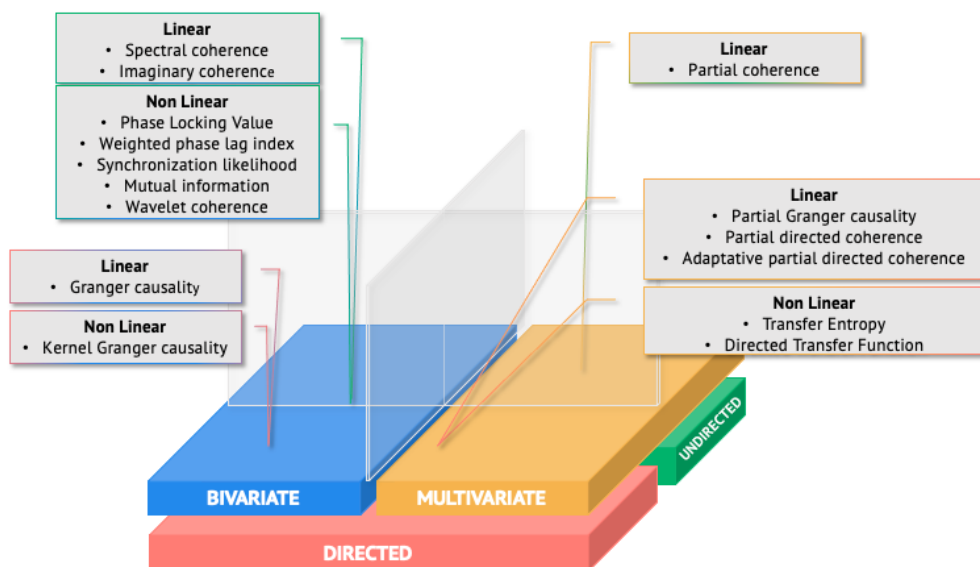 Linear
• Spectral coherence
• Imaginary coherence
Non Linear
• Phase Locking Value
• Weighted phase lag index
• Synchronization likelihood
• Mutual information
• Wavelet coherence
Linear
• Granger causality
Non Linear
• Kernel Granger causality
Linear
• Partial coherence
Linear
• Partial Granger causality
• Partial directed coherence
• Adaptative partial directed coherence
Non Linear
• Transfer Entropy
• Directed Transfer Function
BIVARIATE
MULTIVARIATE
UNDIRECTED
DIRECTED